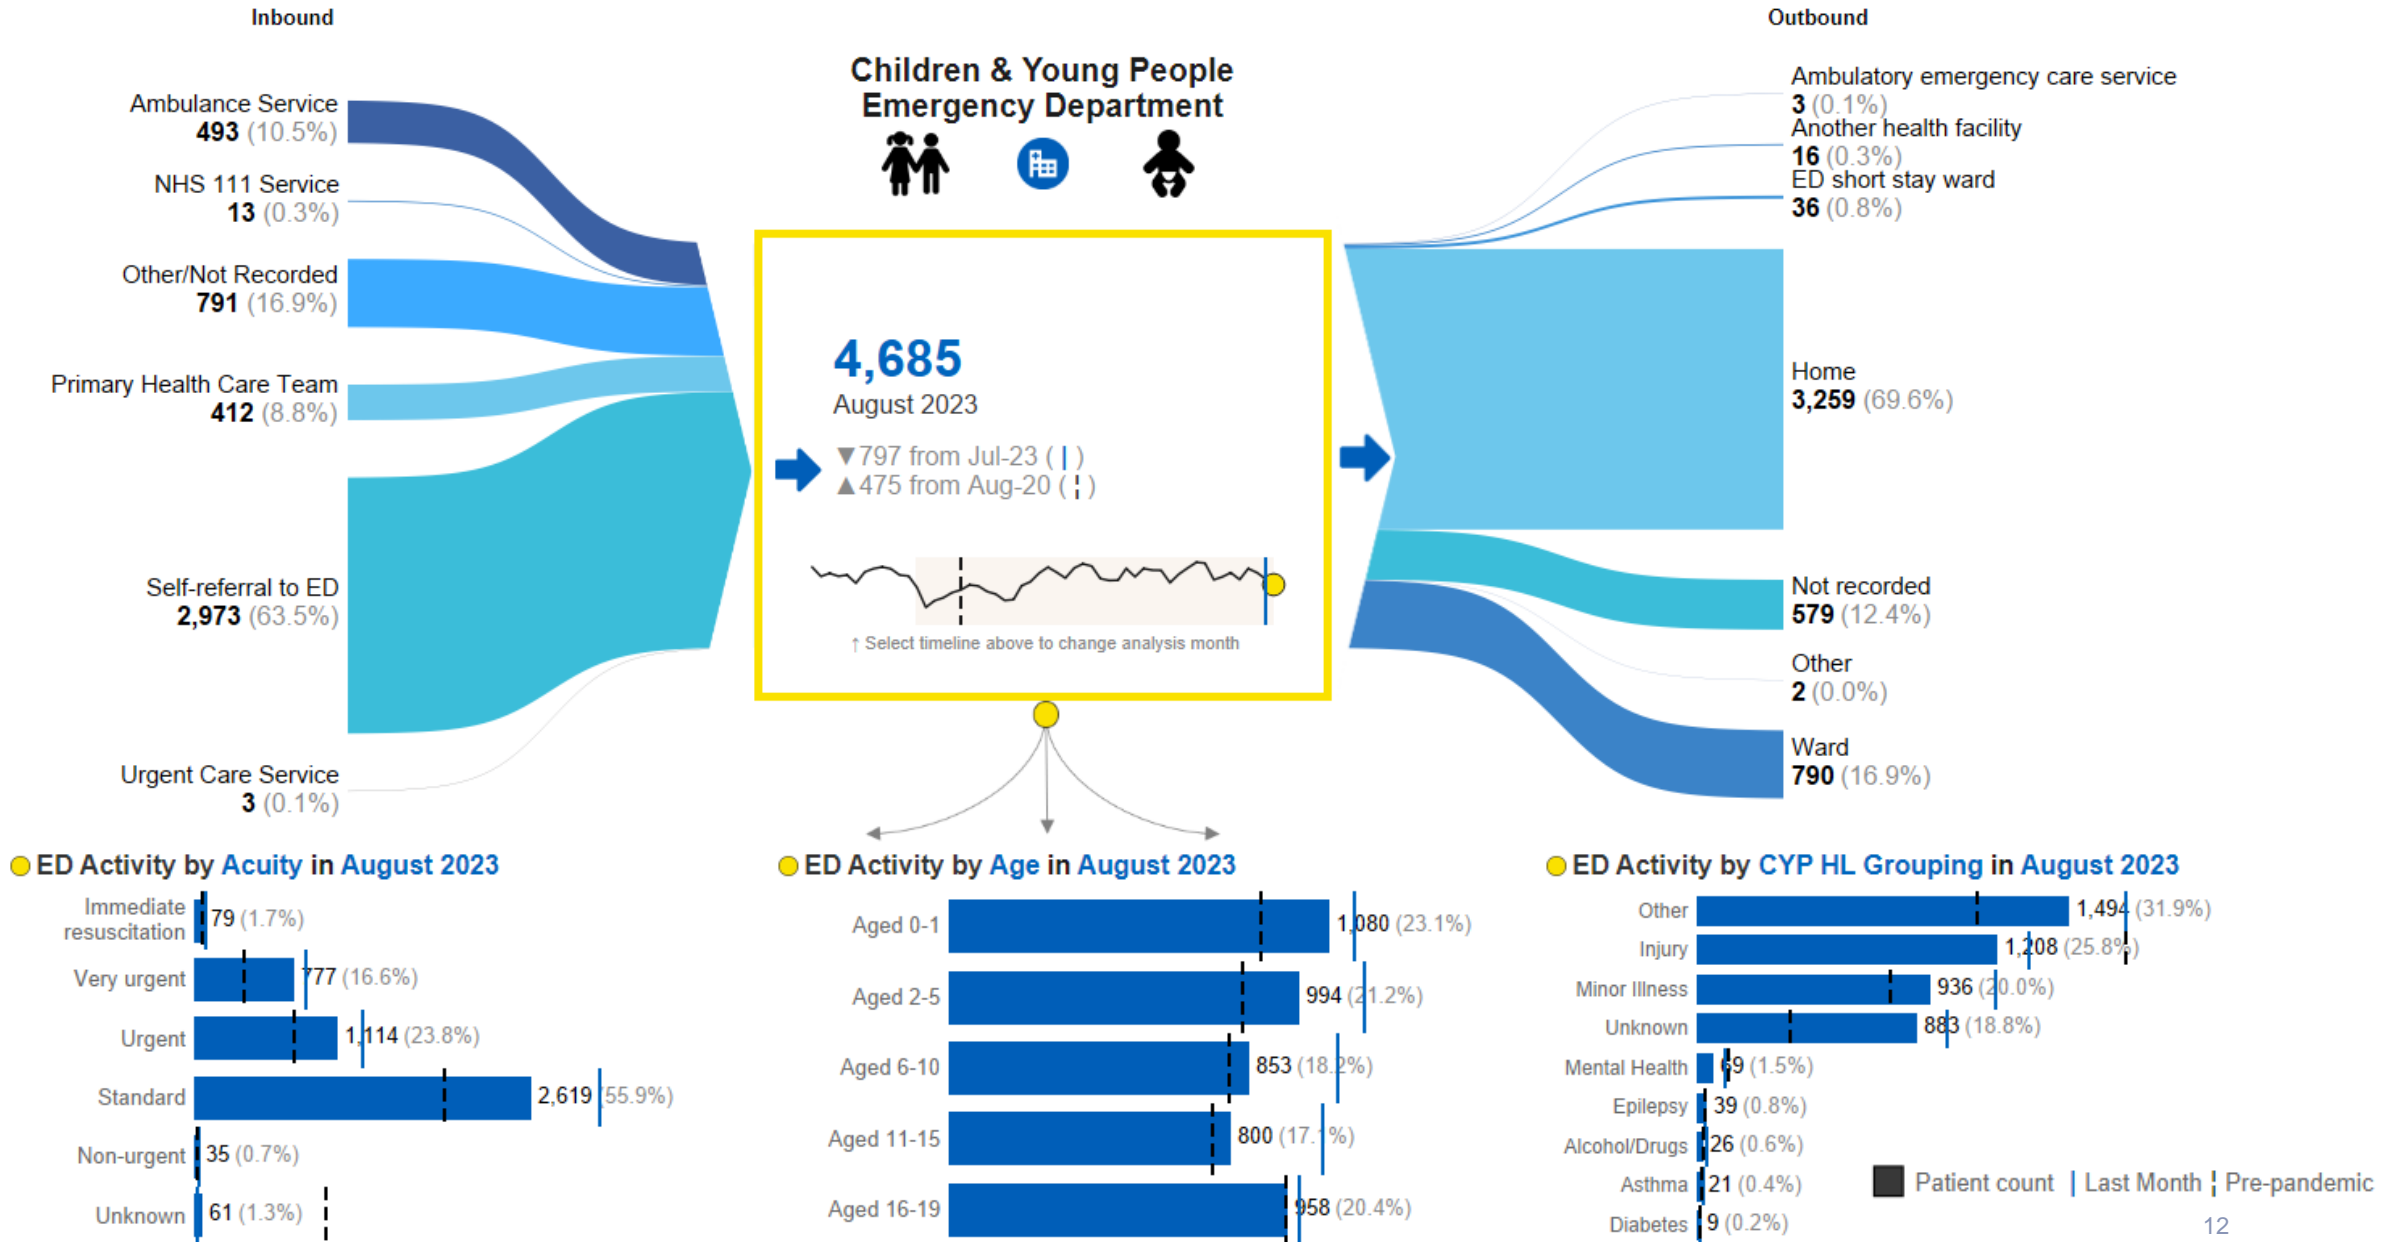 Inbound
Outbound
Children & Young People
Emergency Department
Ambulance Service
493 (10.5%)
NHS 111 Service
13 (0.3%)
Other/Not Recorded
791 (16.9%)
Primary Health Care Team
412 (8.8%)
Self-referral to ED
2,973 (63.5%)
Urgent Care Service
3 (0.1%)
4,685
August 2023
▼797 from Jul-23 ( | )
▲475 from Aug-20 ( ¦ )
↑ Select timeline above to change analysis month
Ambulatory emergency care service
3 (0.1%)
Another health facility
16 (0.3%)
ED short stay ward
36 (0.8%)
Home
3,259 (69.6%)
Not recorded
579 (12.4%)
Other
2 (0.0%)
Ward
790 (16.9%)
ED Activity by Acuity in August 2023
Immediate
resuscitation
79 (1.7%)
Very urgent
777 (16.6%)
Urgent
1,114 (23.8%)
Standard
2,619 (55.9%)
Non-urgent
35 (0.7%)
Unknown
61 (1.3%)
ED Activity by Age in August 2023
Aged 0-1
1,080 (23.1%)
Aged 2-5
994 (21.2%)
Aged 6-10
853 (18.2%)
Aged 11-15
800 (17.1%)
Aged 16-19
958 (20.4%)
ED Activity by CYP HL Grouping in August 2023
Other
1,494 (31.9%)
Injury
1,208 (25.8%)
Minor Illness
936 (20.0%)
Unknown
883 (18.8%)
Mental Health
69 (1.5%)
Epilepsy
39 (0.8%)
Alcohol/Drugs
26 (0.6%)
Asthma
21 (0.4%)
Diabetes
9 (0.2%)
Patient count | Last Month ¦ Pre-pandemic
12